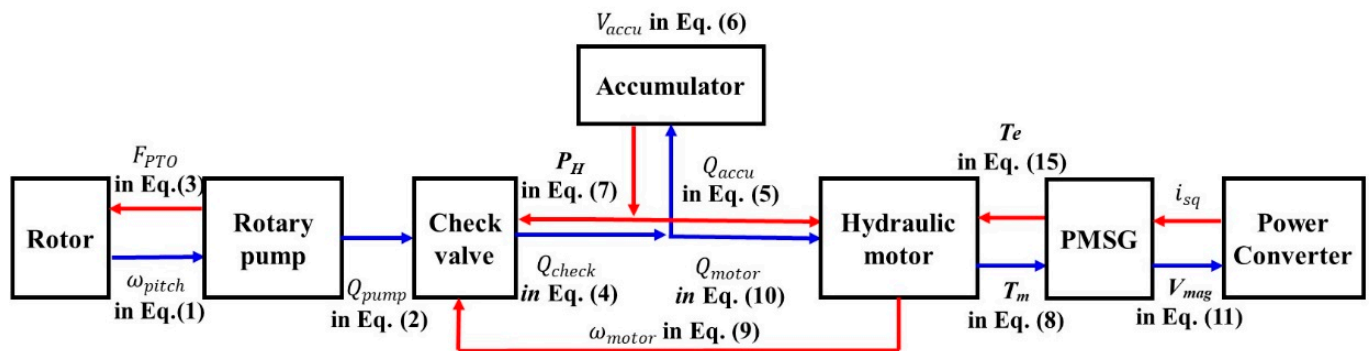 V_accu in Eq. (6)
Accumulator
F_PTO
in Eq.(3)
Rotor
ω_pitch
in Eq.(1)
Rotary
pump
Q_pump
in Eq. (2)
Check
valve
P_H
in Eq. (7)
Q_accu
in Eq. (5)
Q_check
in Eq. (4)
Q_motor
in Eq. (10)
ω_motor in Eq. (9)
Hydraulic
motor
Te
in Eq. (15)
T_m
in Eq. (8)
PMSG
i_sq
V_mag
in Eq. (11)
Power
Converter